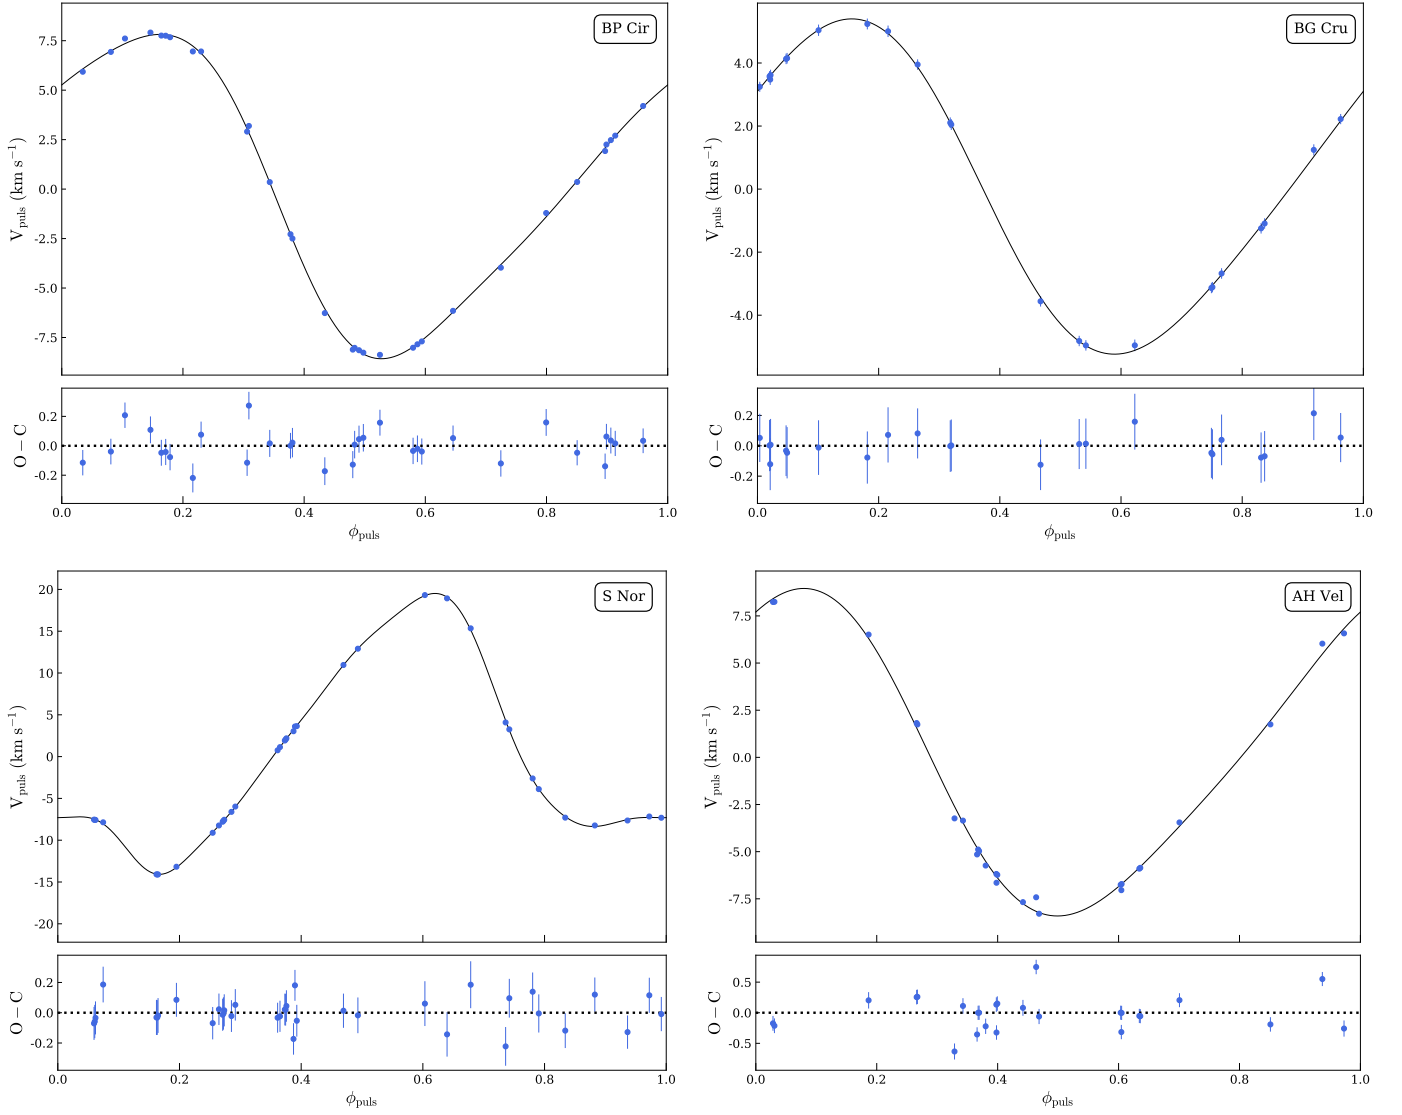 BP Cir
7.5
5.0
2.5
0.0
-2.5
-5.0
-7.5
V_puls (km s⁻¹)
0.2
0.0
-0.2
O − C
0.0 0.2 0.4 0.6 0.8 1.0
ϕ_puls
BG Cru
4.0
2.0
0.0
-2.0
-4.0
V_puls (km s⁻¹)
0.2
0.0
-0.2
O − C
0.0 0.2 0.4 0.6 0.8 1.0
ϕ_puls
S Nor
20
15
10
5
0
-5
-10
-15
-20
V_puls (km s⁻¹)
0.2
0.0
-0.2
O − C
0.0 0.2 0.4 0.6 0.8 1.0
ϕ_puls
AH Vel
7.5
5.0
2.5
0.0
-2.5
-5.0
-7.5
V_puls (km s⁻¹)
0.5
0.0
-0.5
O − C
0.0 0.2 0.4 0.6 0.8 1.0
ϕ_puls